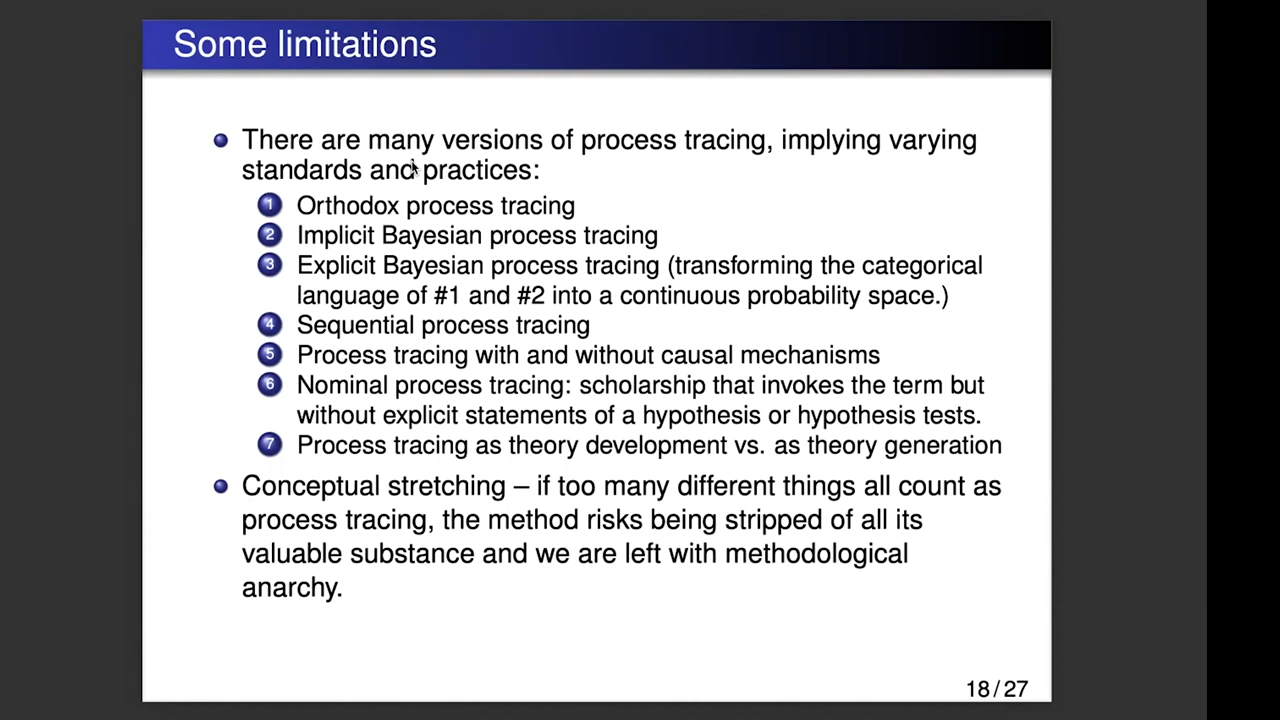 Some limitations
There are many versions of process tracing, implying varying
standards and practices:
1 Orthodox process tracing
2 Implicit Bayesian process tracing
3 Explicit Bayesian process tracing (transforming the categorical
language of #1 and #2 into a continuous probability space.)
4 Sequential process tracing
5 Process tracing with and without causal mechanisms
6 Nominal process tracing: scholarship that invokes the term but
without explicit statements of a hypothesis or hypothesis tests.
7 Process tracing as theory development vs. as theory generation
Conceptual stretching – if too many different things all count as
process tracing, the method risks being stripped of all its
valuable substance and we are left with methodological
anarchy.
18 / 27